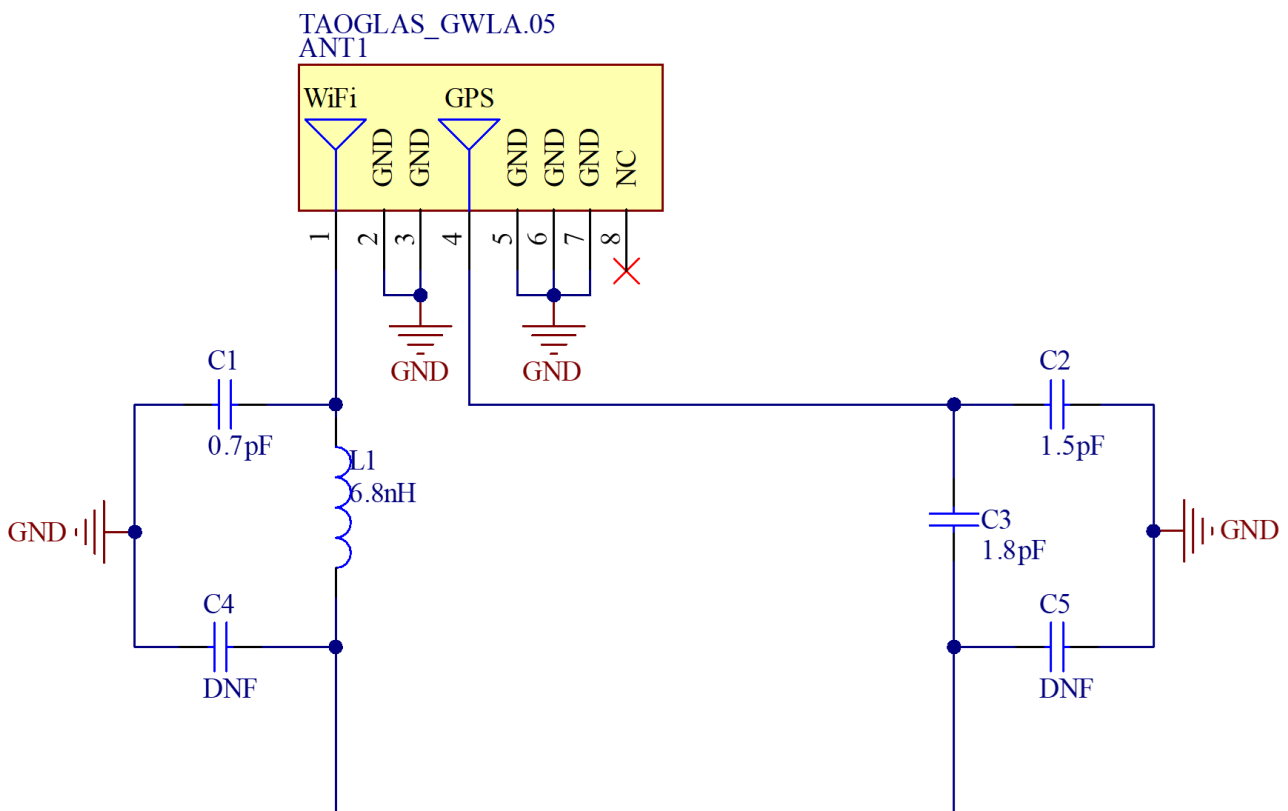 TAOGLAS_GWLA.05
ANT1
WiFi
GPS
GND
GND
GND
GND
GND
NC
1
2
3
4
5
6
7
8
GND
GND
C1
0.7pF
L1
6.8nH
C2
1.5pF
C3
1.8pF
GND
GND
C4
DNF
C5
DNF